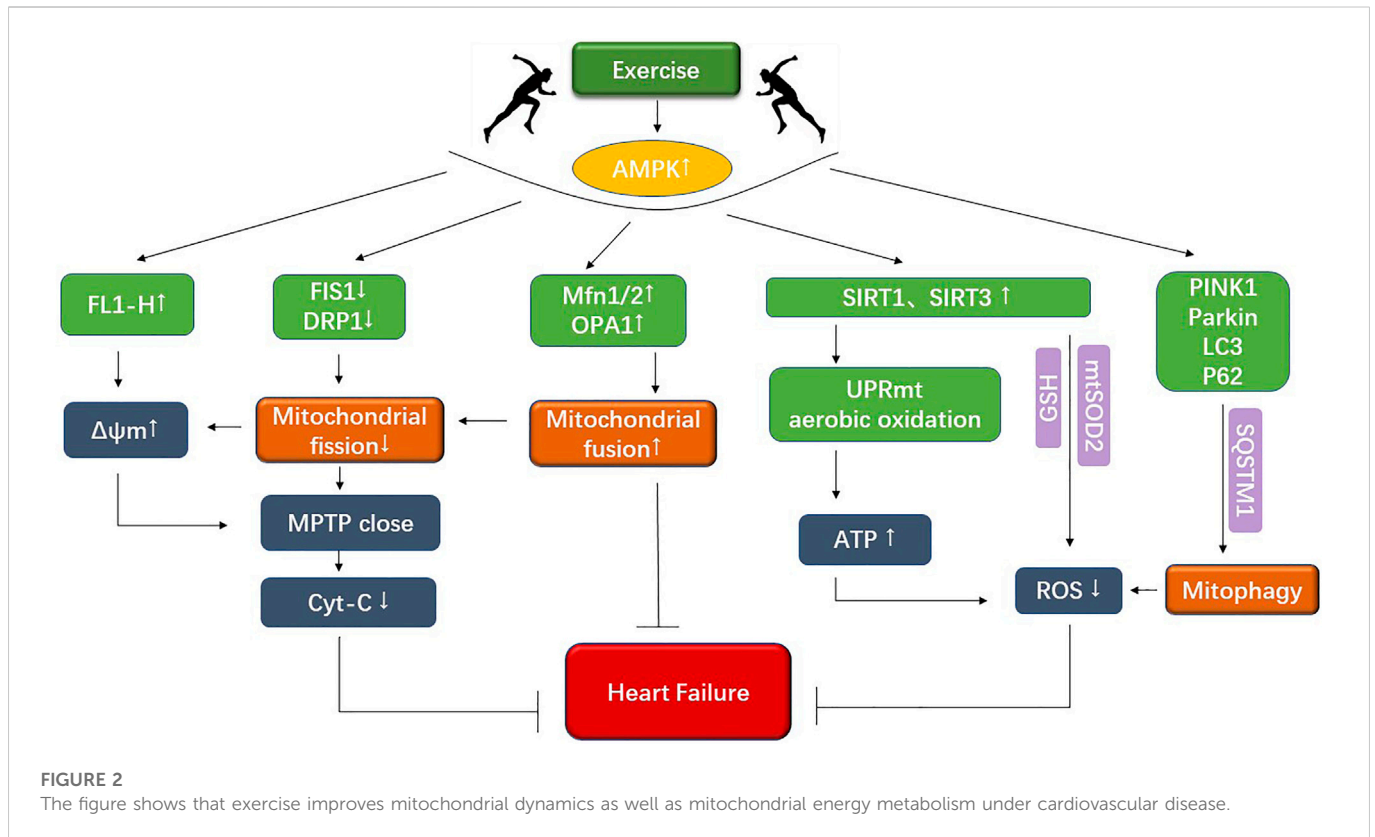 Exercise
AMPK↑
FL1-H↑
FIS1↓
DRP1↓
Mfn1/2↑
OPA1↑
SIRT1、SIRT3 ↑
PINK1
Parkin
LC3
P62
Δψm↑
Mitochondrial
fission↓
Mitochondrial
fusion↑
UPRmt
aerobic oxidation
GSH
mtSOD2
SQSTM1
MPTP close
ATP ↑
Cyt-C ↓
ROS ↓
Mitophagy
Heart Failure
FIGURE 2
The figure shows that exercise improves mitochondrial dynamics as well as mitochondrial energy metabolism under cardiovascular disease.